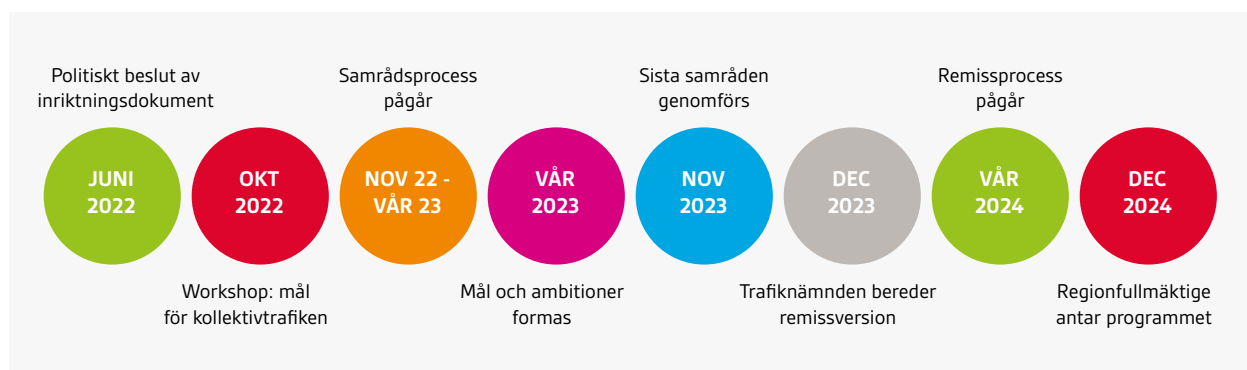 Politiskt beslut av
inriktningsdokument
JUNI
2022
OKT
2022
Workshop: mål
för kollektivtrafiken
Samrådsprocess
pågår
NOV 22 -
VÅR 23
VÅR
2023
Mål och ambitioner
formas
Sista samråden
genomförs
NOV
2023
DEC
2023
Trafiknämnden bereder
remissversion
Remissprocess
pågår
VÅR
2024
DEC
2024
Regionfullmäktige
antar programmet